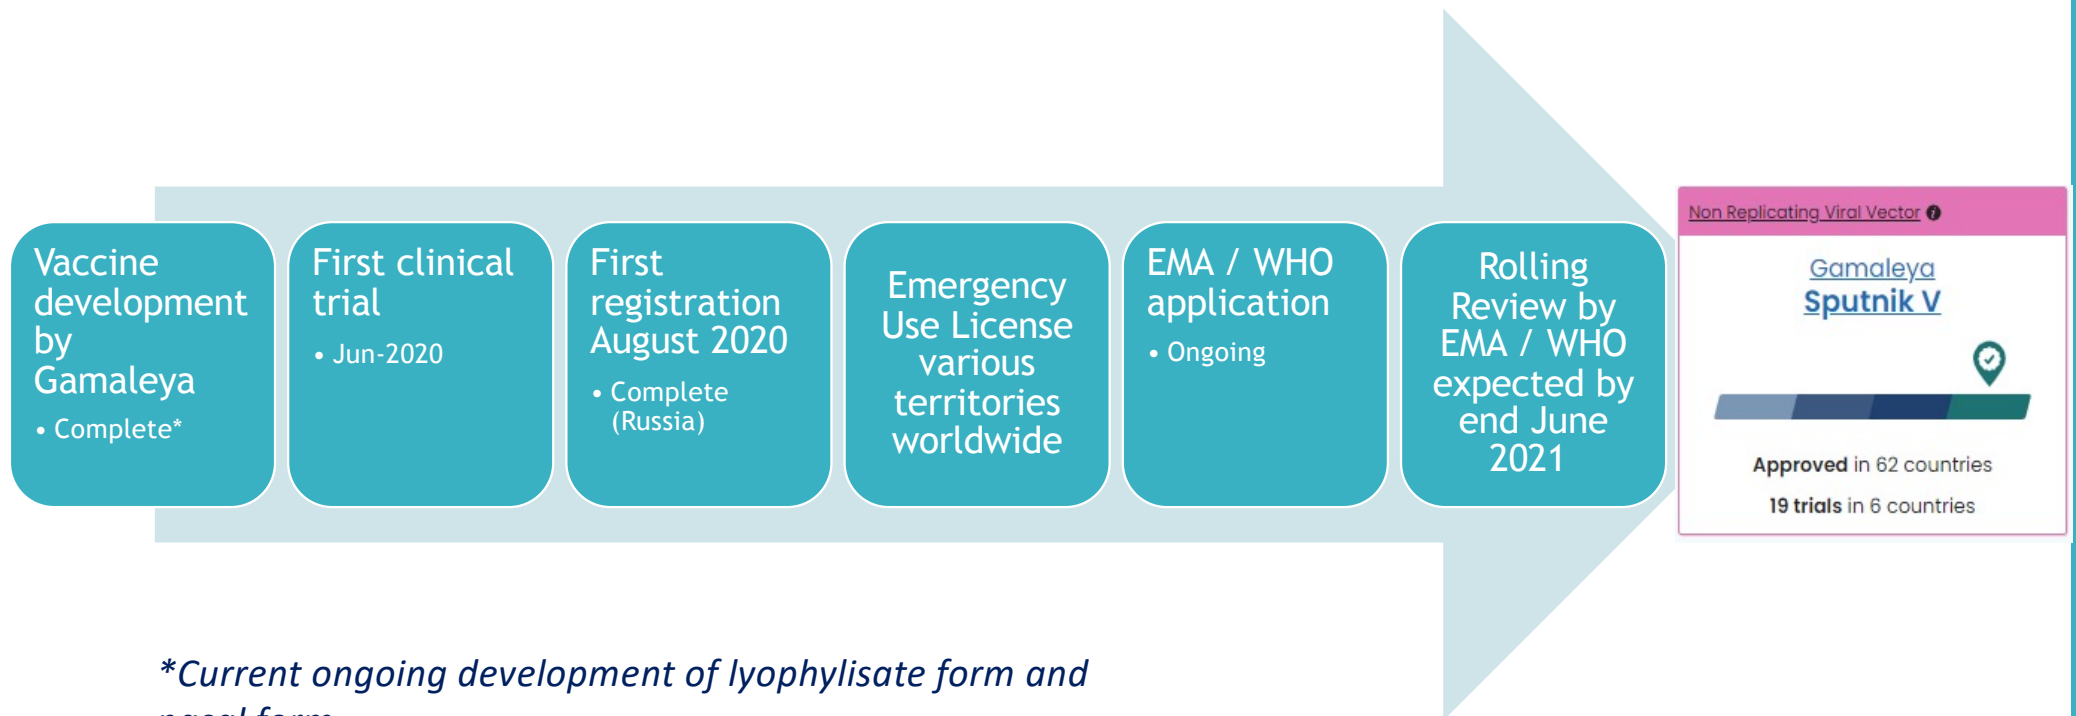 Vaccine
development
by
Gamaleya
• Complete*
First clinical
trial
• Jun-2020
First
registration
August 2020
• Complete
(Russia)
Emergency
Use License
various
territories
worldwide
EMA / WHO
application
• Ongoing
Rolling
Review by
EMA / WHO
expected by
end June
2021
Non Replicating Viral Vector i
Gamaleya
Sputnik V
Approved in 62 countries
19 trials in 6 countries
*Current ongoing development of lyophylisate form and
nasal form